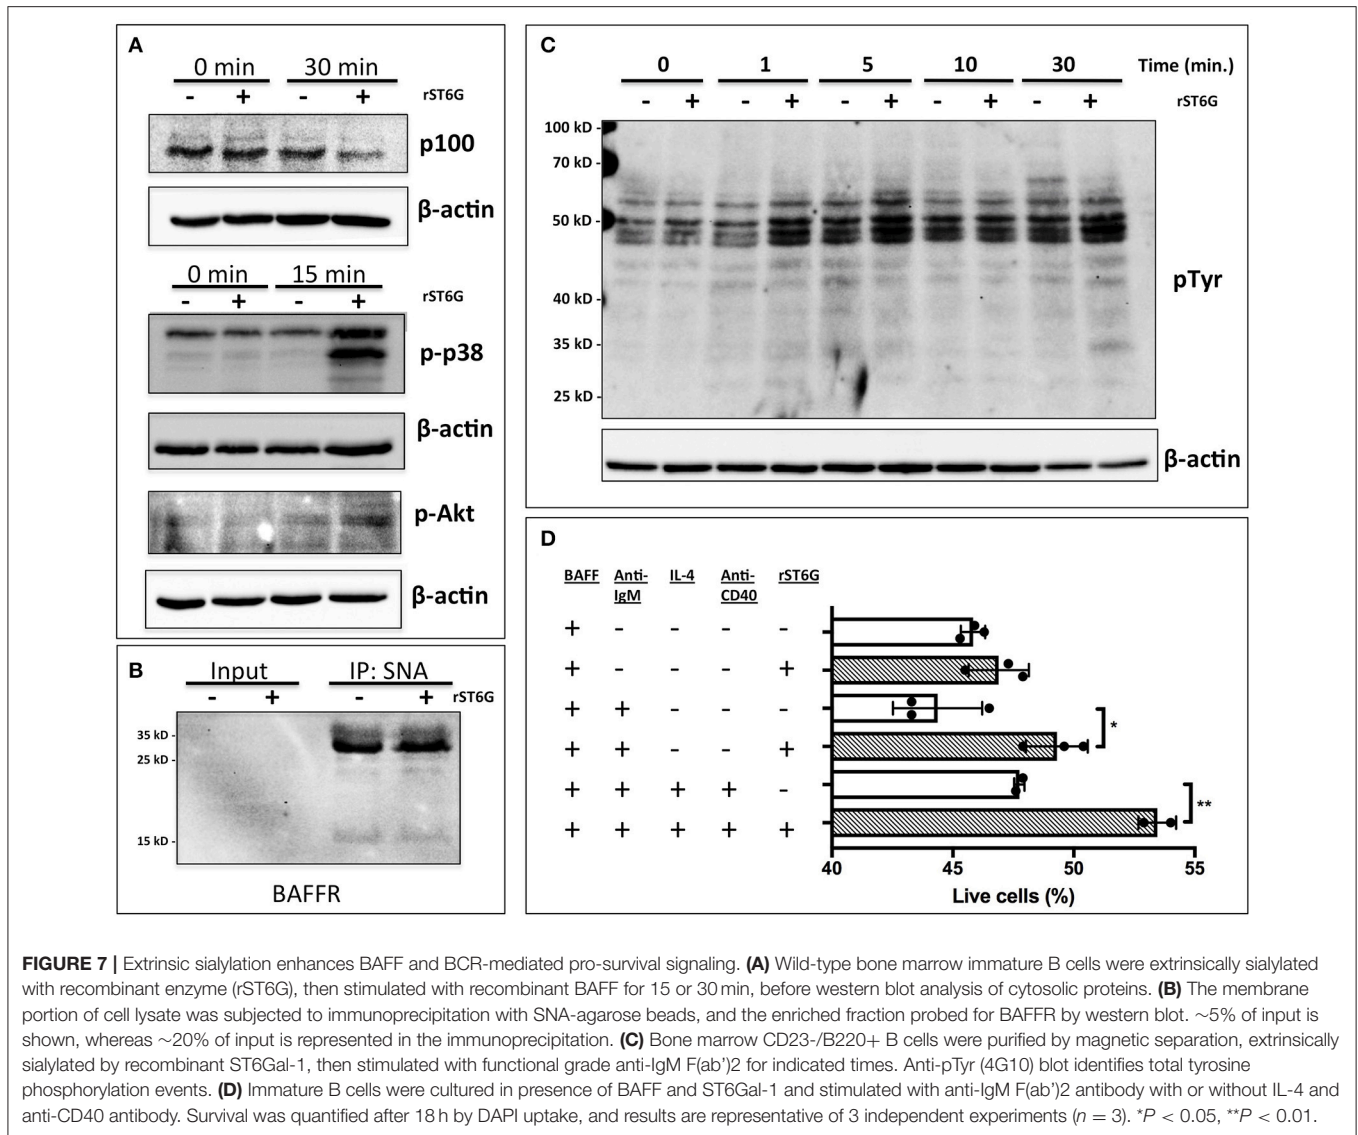 A
0 min 30 min
- + - + rST6G
p100
β-actin
0 min 15 min
- + - + rST6G
p-p38
β-actin
p-Akt
β-actin
B
Input IP: SNA
- + - + rST6G
35 kD -
25 kD -
15 kD -
BAFFR
C
0 1 5 10 30 Time (min.)
- + - + - + - + - + rST6G
100 kD -
70 kD -
50 kD -
40 kD -
35 kD -
25 kD -
pTyr
β-actin
D
BAFF Anti-IgM IL-4 Anti-CD40 rST6G
+ - - - -
+ - - - +
+ + - - -
+ + - - +
+ + + + -
+ + + + +
*
**
40 45 50 55
Live cells (%)
FIGURE 7 | Extrinsic sialylation enhances BAFF and BCR-mediated pro-survival signaling. (A) Wild-type bone marrow immature B cells were extrinsically sialylated
with recombinant enzyme (rST6G), then stimulated with recombinant BAFF for 15 or 30 min, before western blot analysis of cytosolic proteins. (B) The membrane
portion of cell lysate was subjected to immunoprecipitation with SNA-agarose beads, and the enriched fraction probed for BAFFR by western blot. ~5% of input is
shown, whereas ~20% of input is represented in the immunoprecipitation. (C) Bone marrow CD23-/B220+ B cells were purified by magnetic separation, extrinsically
sialylated by recombinant ST6Gal-1, then stimulated with functional grade anti-IgM F(ab')2 for indicated times. Anti-pTyr (4G10) blot identifies total tyrosine
phosphorylation events. (D) Immature B cells were cultured in presence of BAFF and ST6Gal-1 and stimulated with anti-IgM F(ab')2 antibody with or without IL-4 and
anti-CD40 antibody. Survival was quantified after 18 h by DAPI uptake, and results are representative of 3 independent experiments (n = 3). *P < 0.05, **P < 0.01.